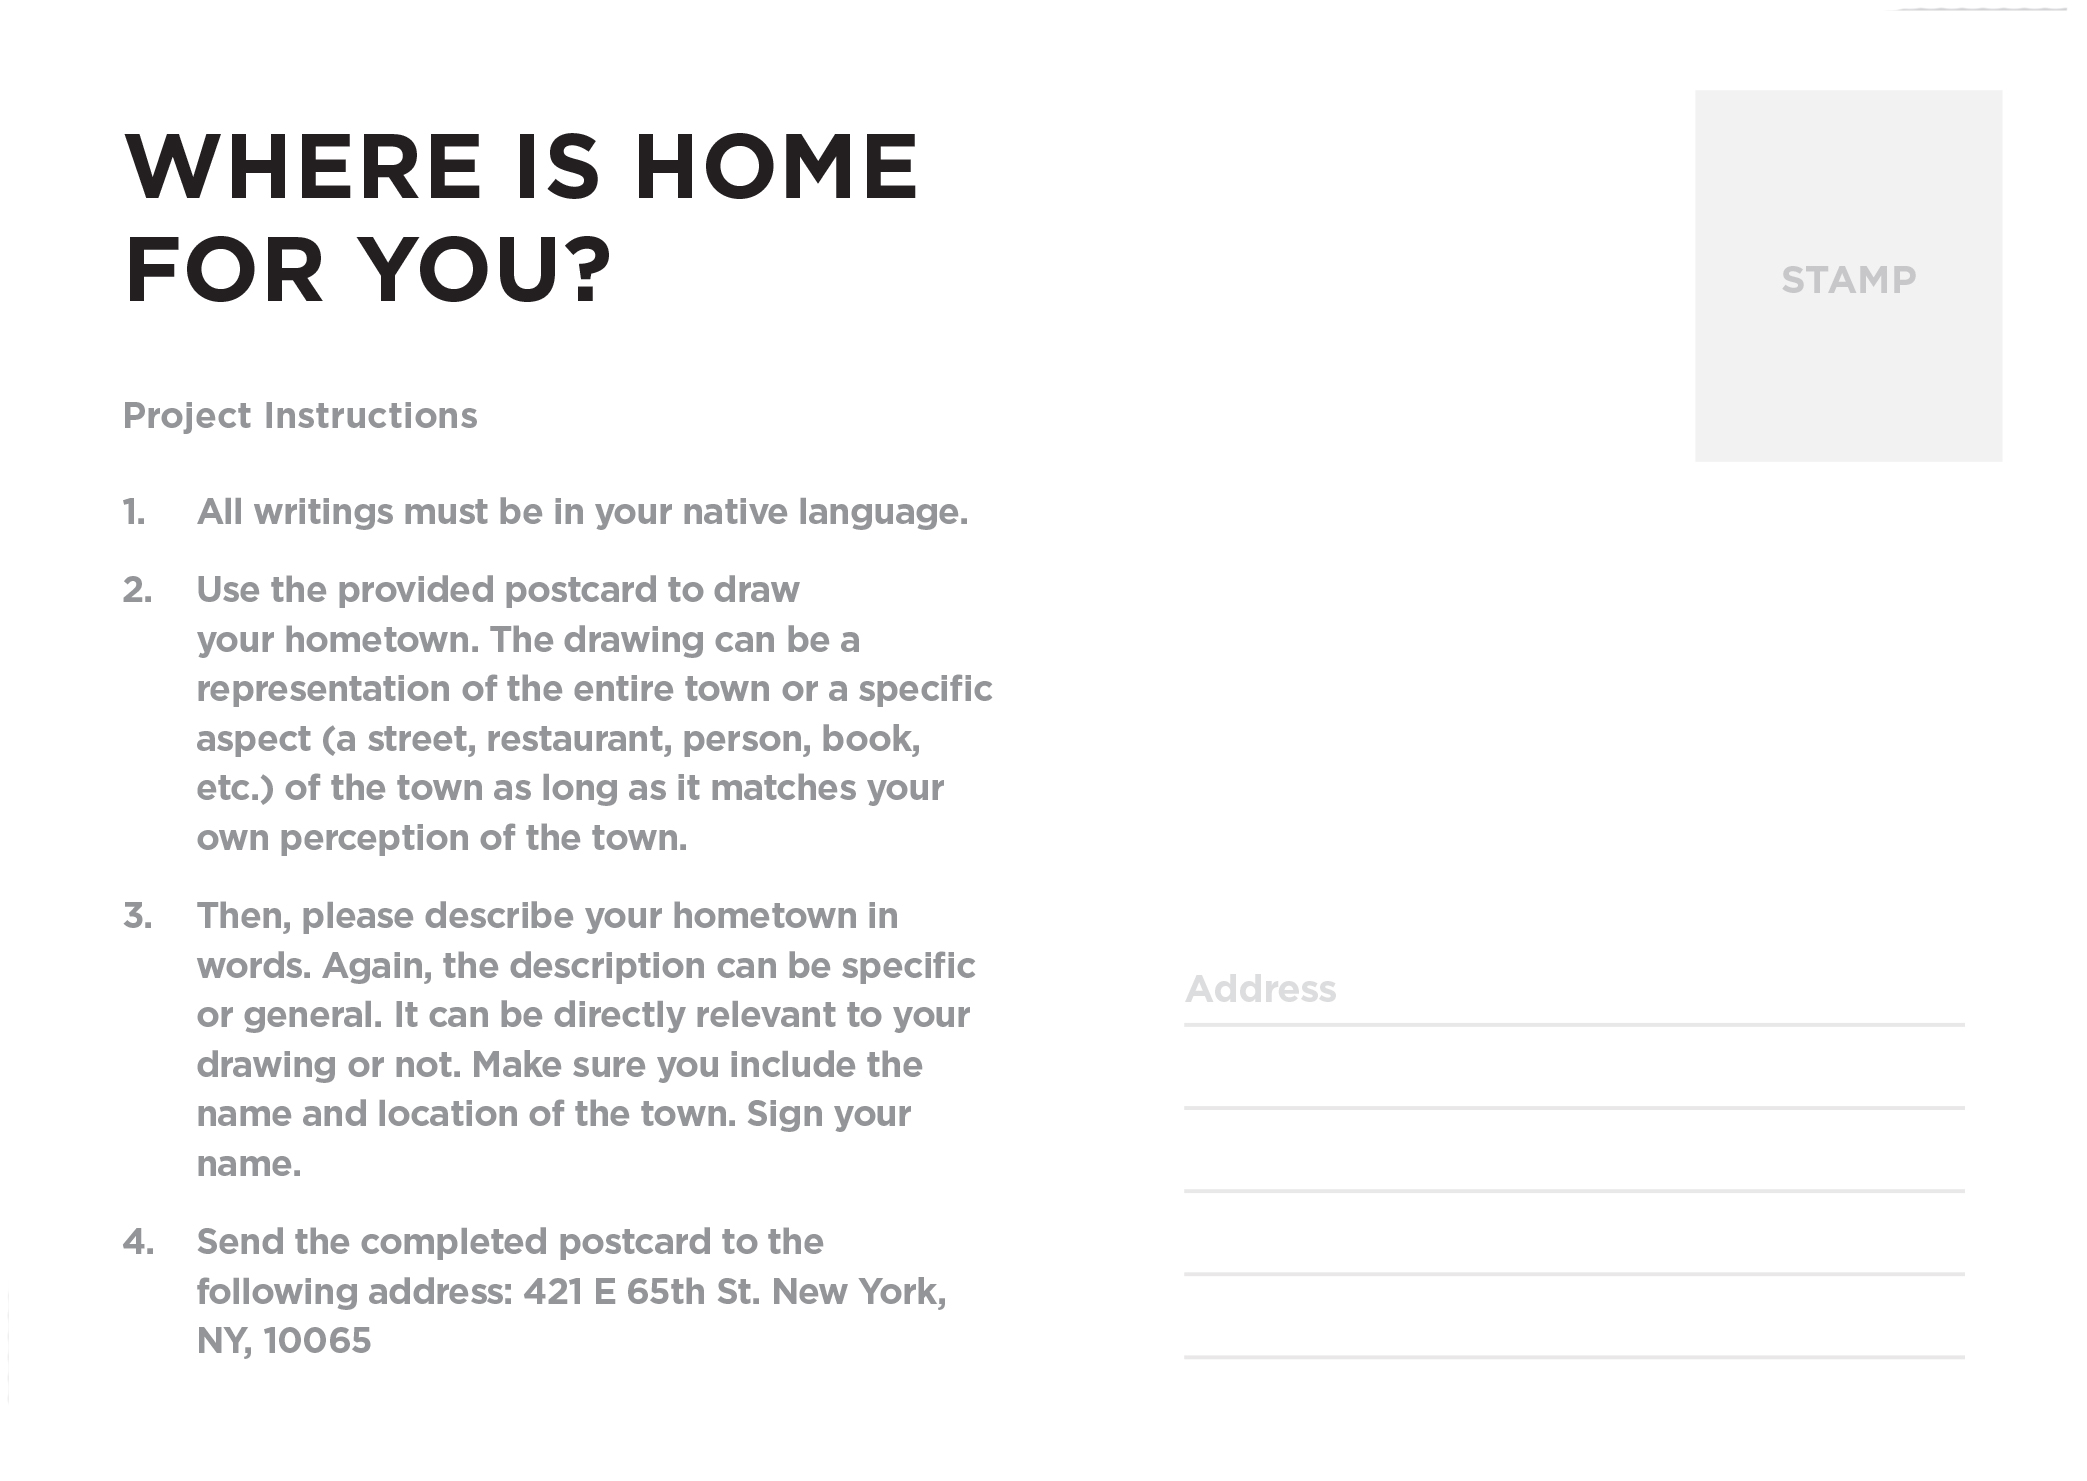 WHERE IS HOME
FOR YOU?
STAMP
Project Instructions
1. All writings must be in your native language.
2. Use the provided postcard to draw
your hometown. The drawing can be a
representation of the entire town or a specific
aspect (a street, restaurant, person, book,
etc.) of the town as long as it matches your
own perception of the town.
3. Then, please describe your hometown in
words. Again, the description can be specific
or general. It can be directly relevant to your
drawing or not. Make sure you include the
name and location of the town. Sign your
name.
4. Send the completed postcard to the
following address: 421 E 65th St. New York,
NY, 10065
Address